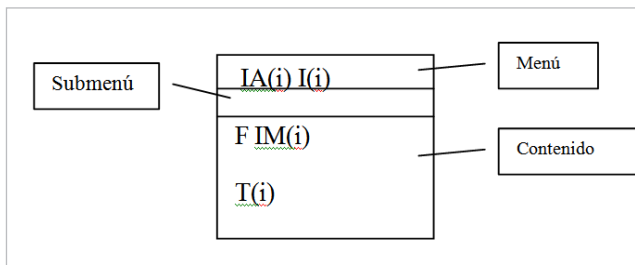 Menú
IA(i) I(i)
Submenú
F IM(i)
Contenido
T(i)